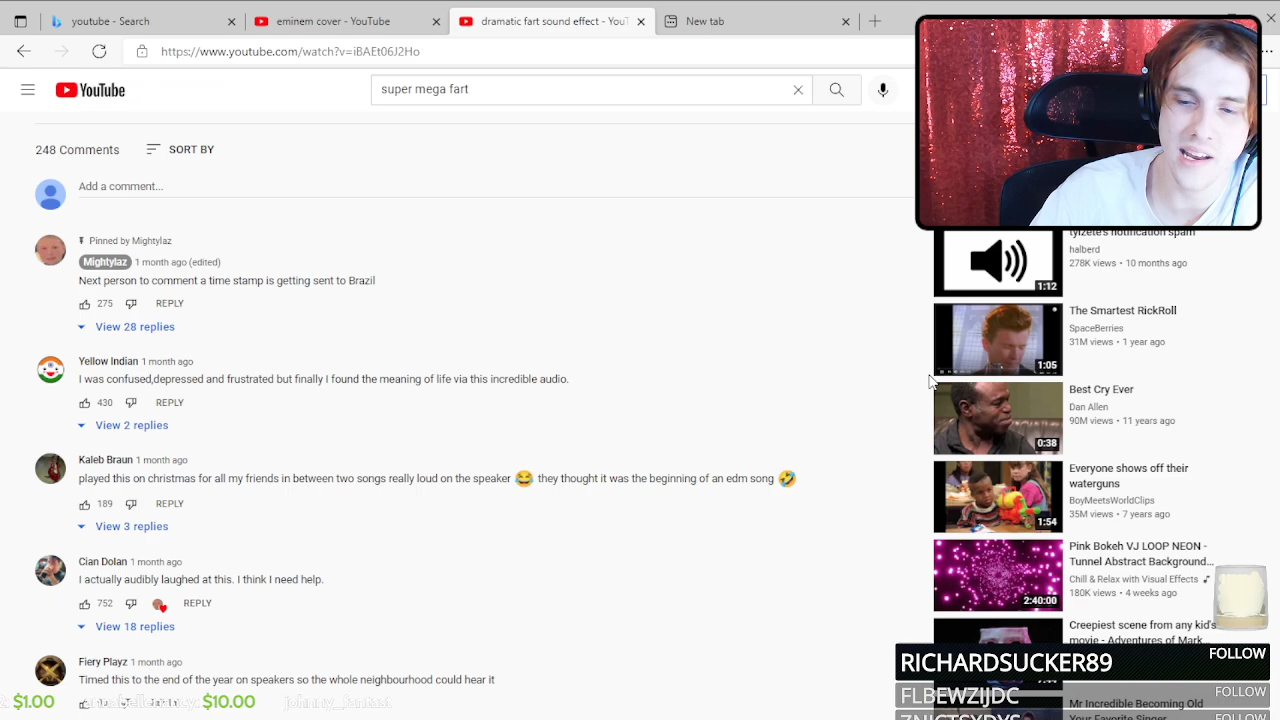 youtube - Search
eminem cover - YouTube
dramatic fart sound effect - YouT
New tab
https://www.youtube.com/watch?v=iBAEt06J2Ho
YouTube
super mega fart
248 Comments
SORT BY
Add a comment...
Pinned by Mightylaz
Mightylaz 1 month ago (edited)
Next person to comment a time stamp is getting sent to Brazil
275 REPLY
View 28 replies
Yellow Indian 1 month ago
I was confused,depressed and frustrated but finally i found the meaning of life via this incredible audio.
430 REPLY
View 2 replies
Kaleb Braun 1 month ago
played this on christmas for all my friends in between two songs really loud on the speaker 😂 they thought it was the beginning of an edm song 🤣
189 REPLY
View 3 replies
Cian Dolan 1 month ago
I actually audibly laughed at this. I think I need help.
752 REPLY
View 18 replies
Fiery Playz 1 month ago
Timed this to the end of the year on speakers so the whole neighbourhood could hear it
$1.00
$10.00
tyizete's notification spam
halberd
278K views • 10 months ago
1:12
The Smartest RickRoll
SpaceBerries
31M views • 1 year ago
1:05
Best Cry Ever
Dan Allen
90M views • 11 years ago
0:38
Everyone shows off their
waterguns
BoyMeetsWorldClips
35M views • 7 years ago
1:54
Pink Bokeh VJ LOOP NEON -
Tunnel Abstract Background...
Chill & Relax with Visual Effects
180K views • 4 weeks ago
2:40:00
Creepiest scene from any kid's
movie - Adventures of Mark...
RICHARDSUCKER89 FOLLOW
FLBEWZIJDC FOLLOW
Mr Incredible Becoming Old
Your Favorite Singer
FOLLOW